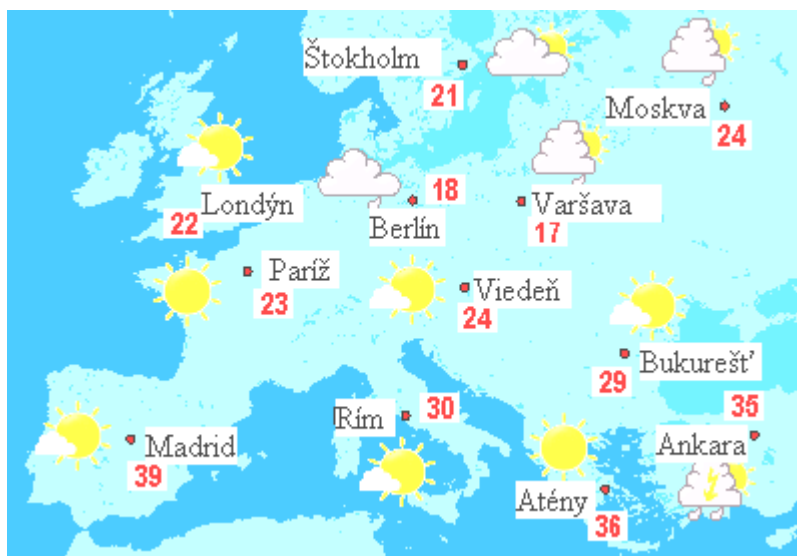 Štokholm
21
Moskva
24
Londýn
22
18
Berlín
Varšava
17
Paríž
23
Viedeň
24
Bukurešť
29
Rím
30
35
Ankara
Madrid
39
Atény
36